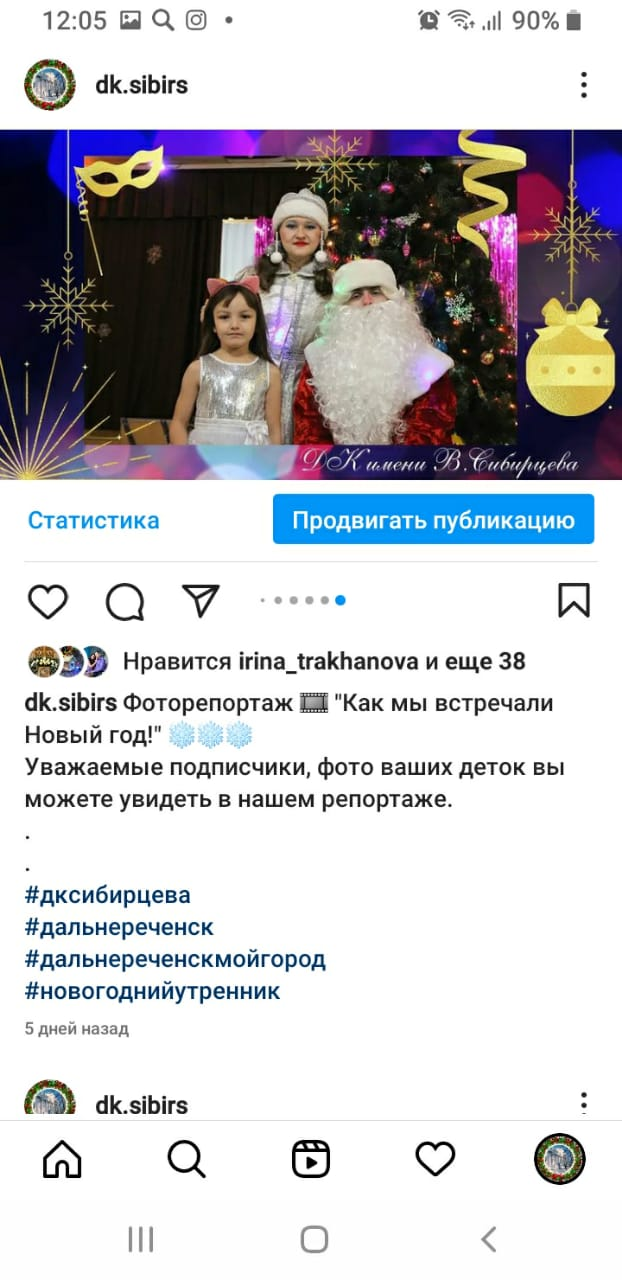 12:05
90%
dk.sibirs
ДК имени В.Сибирцева
Статистика
Продвигать публикацию
Нравится irina_trakhanova и еще 38
dk.sibirs Фоторепортаж 🎞️ "Как мы встречали
Новый год!" ❄️❄️❄️
Уважаемые подписчики, фото ваших деток вы
можете увидеть в нашем репортаже.
.
.
#дксибирцева
#дальнереченск
#дальнереченскмойгород
#новогоднийутренник
5 дней назад
dk.sibirs